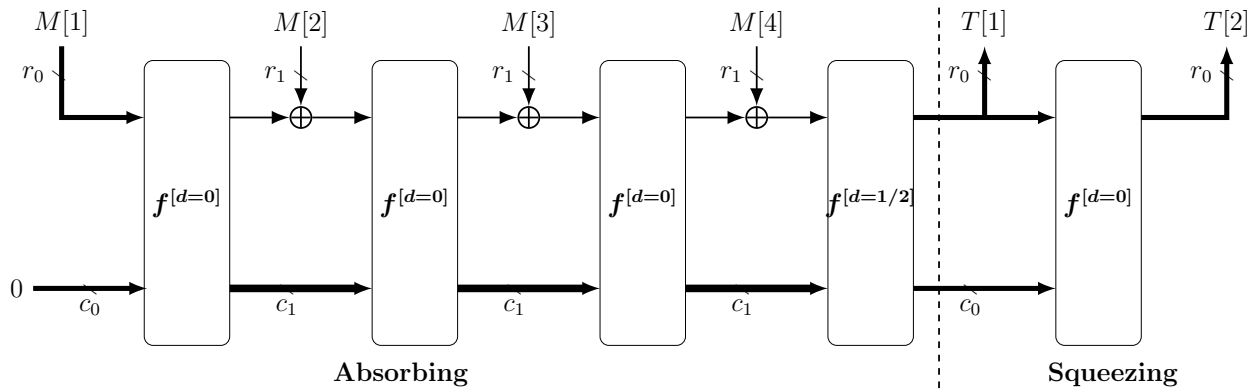 M[1] M[2] M[3] M[4] T[1] T[2]
r₀ r₁ r₁ r₁ r₀ r₀
f^[d=0] f^[d=0] f^[d=0] f^[d=1/2] f^[d=0]
0 c₀ c₁ c₁ c₁ c₀
Absorbing Squeezing